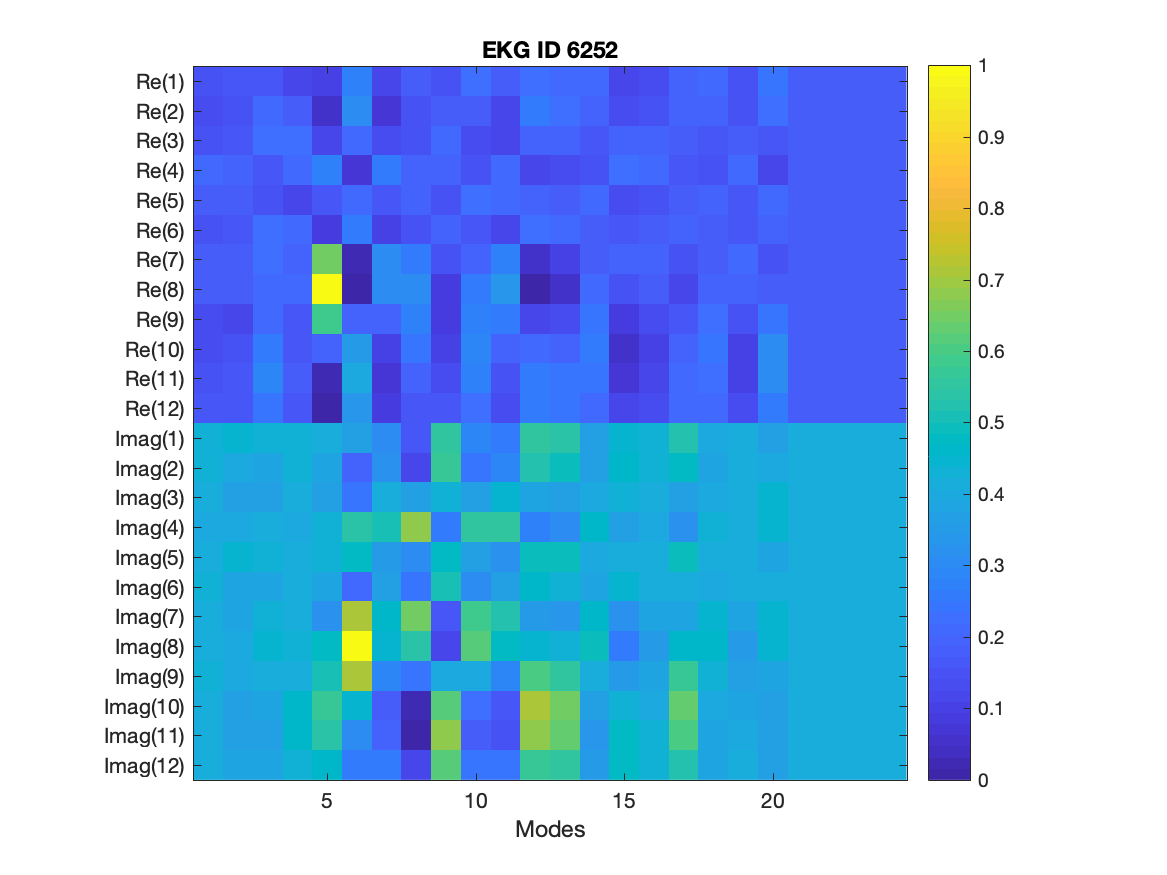 EKG ID 6252
Re(1)
Re(2)
Re(3)
Re(4)
Re(5)
Re(6)
Re(7)
Re(8)
Re(9)
Re(10)
Re(11)
Re(12)
Imag(1)
Imag(2)
Imag(3)
Imag(4)
Imag(5)
Imag(6)
Imag(7)
Imag(8)
Imag(9)
Imag(10)
Imag(11)
Imag(12)
5 10 15 20
Modes
1
0.9
0.8
0.7
0.6
0.5
0.4
0.3
0.2
0.1
0